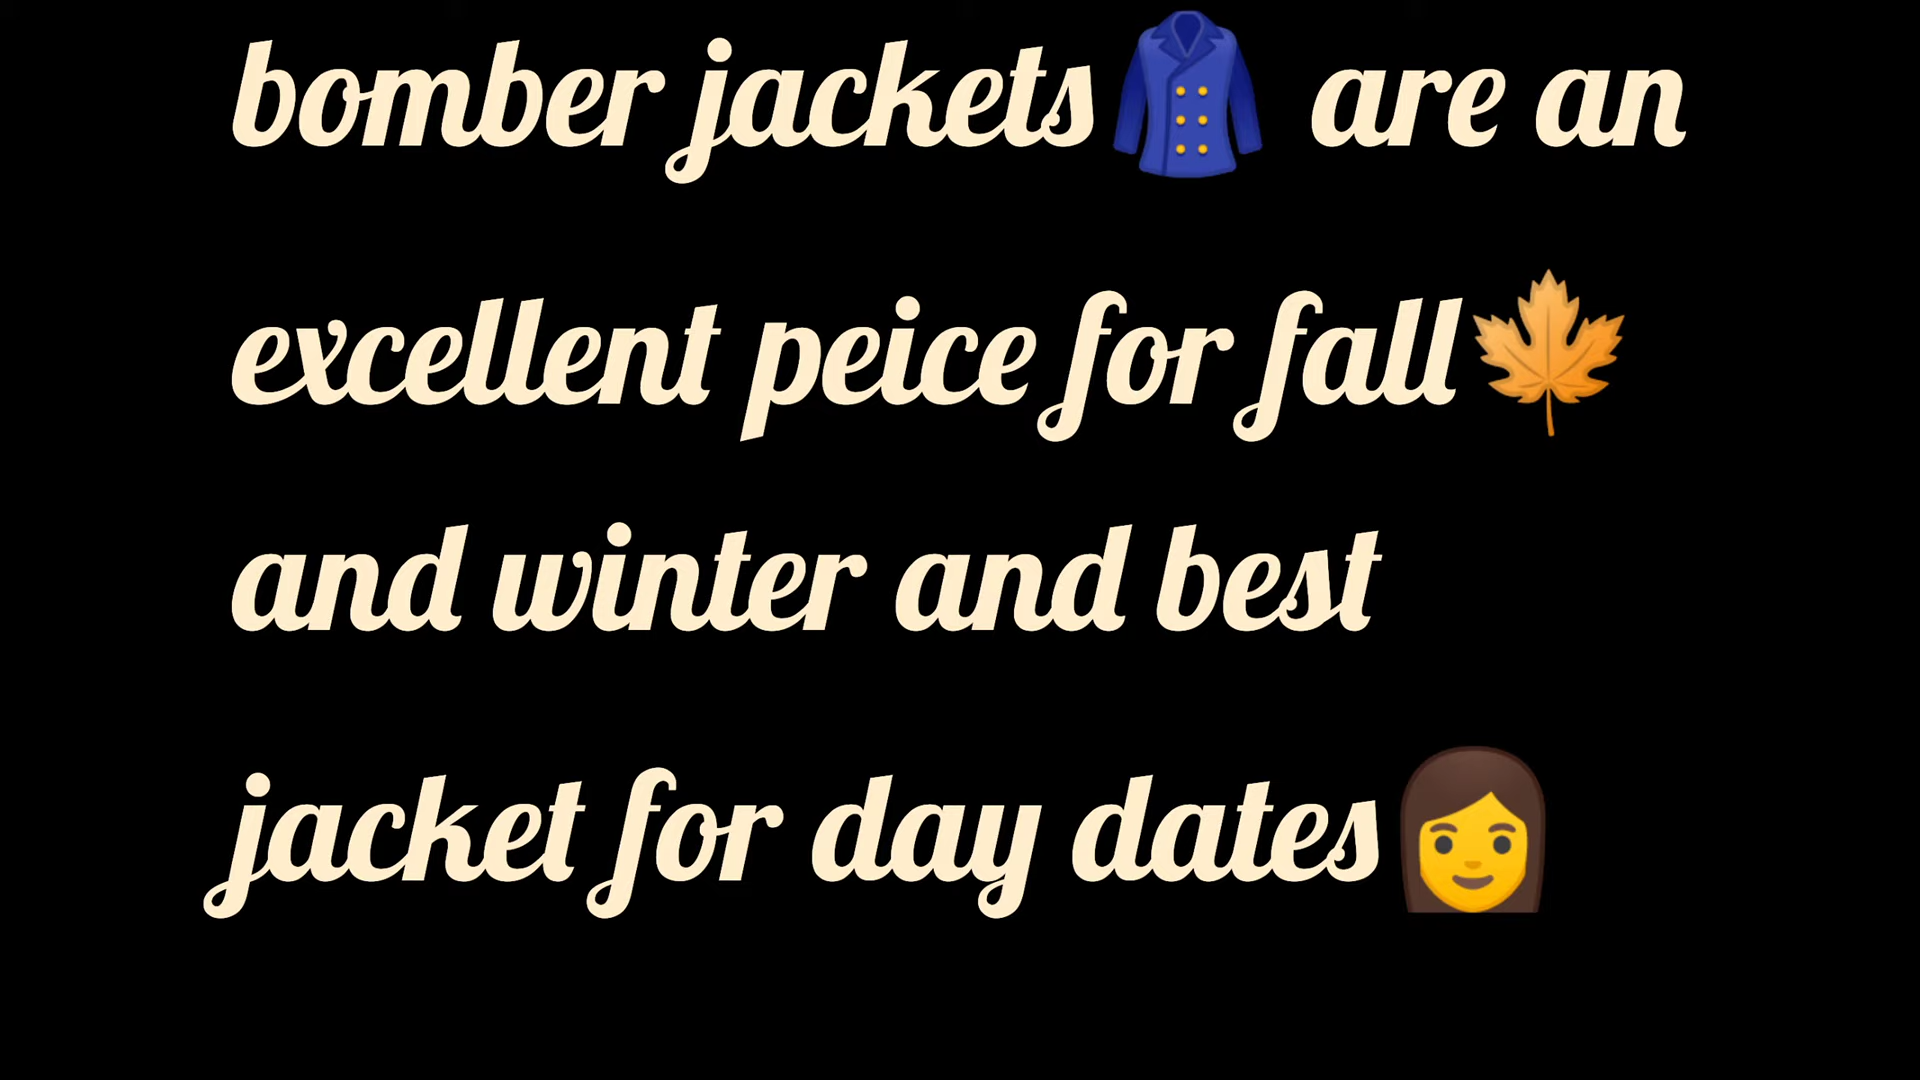 bomber jackets🧥 are an
excellent peice for fall🍁
and winter and best
jacket for day dates👩